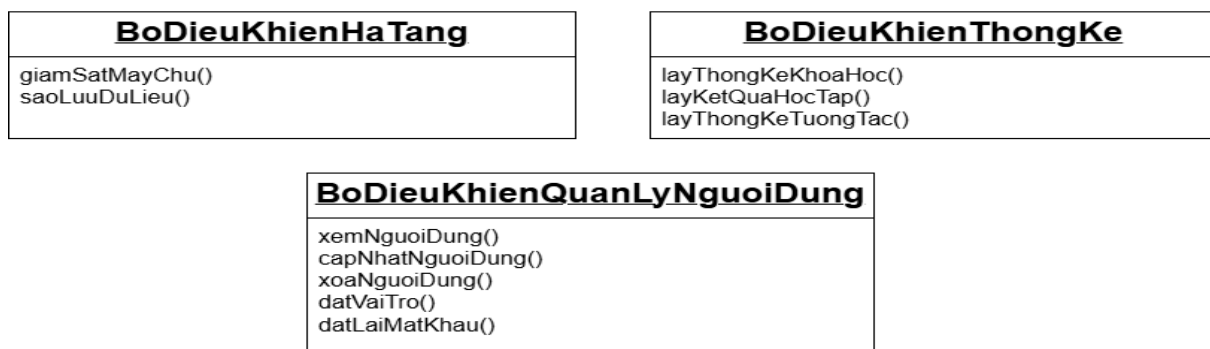 BoDieuKhienHaTang
giamSatMayChu()
saoLuuDuLieu()
BoDieuKhienThongKe
layThongKeKhoaHoc()
layKetQuaHocTap()
layThongKeTuongTac()
BoDieuKhienQuanLyNguoiDung
xemNguoiDung()
capNhatNguoiDung()
xoaNguoiDung()
datVaiTro()
datLaiMatKhau()